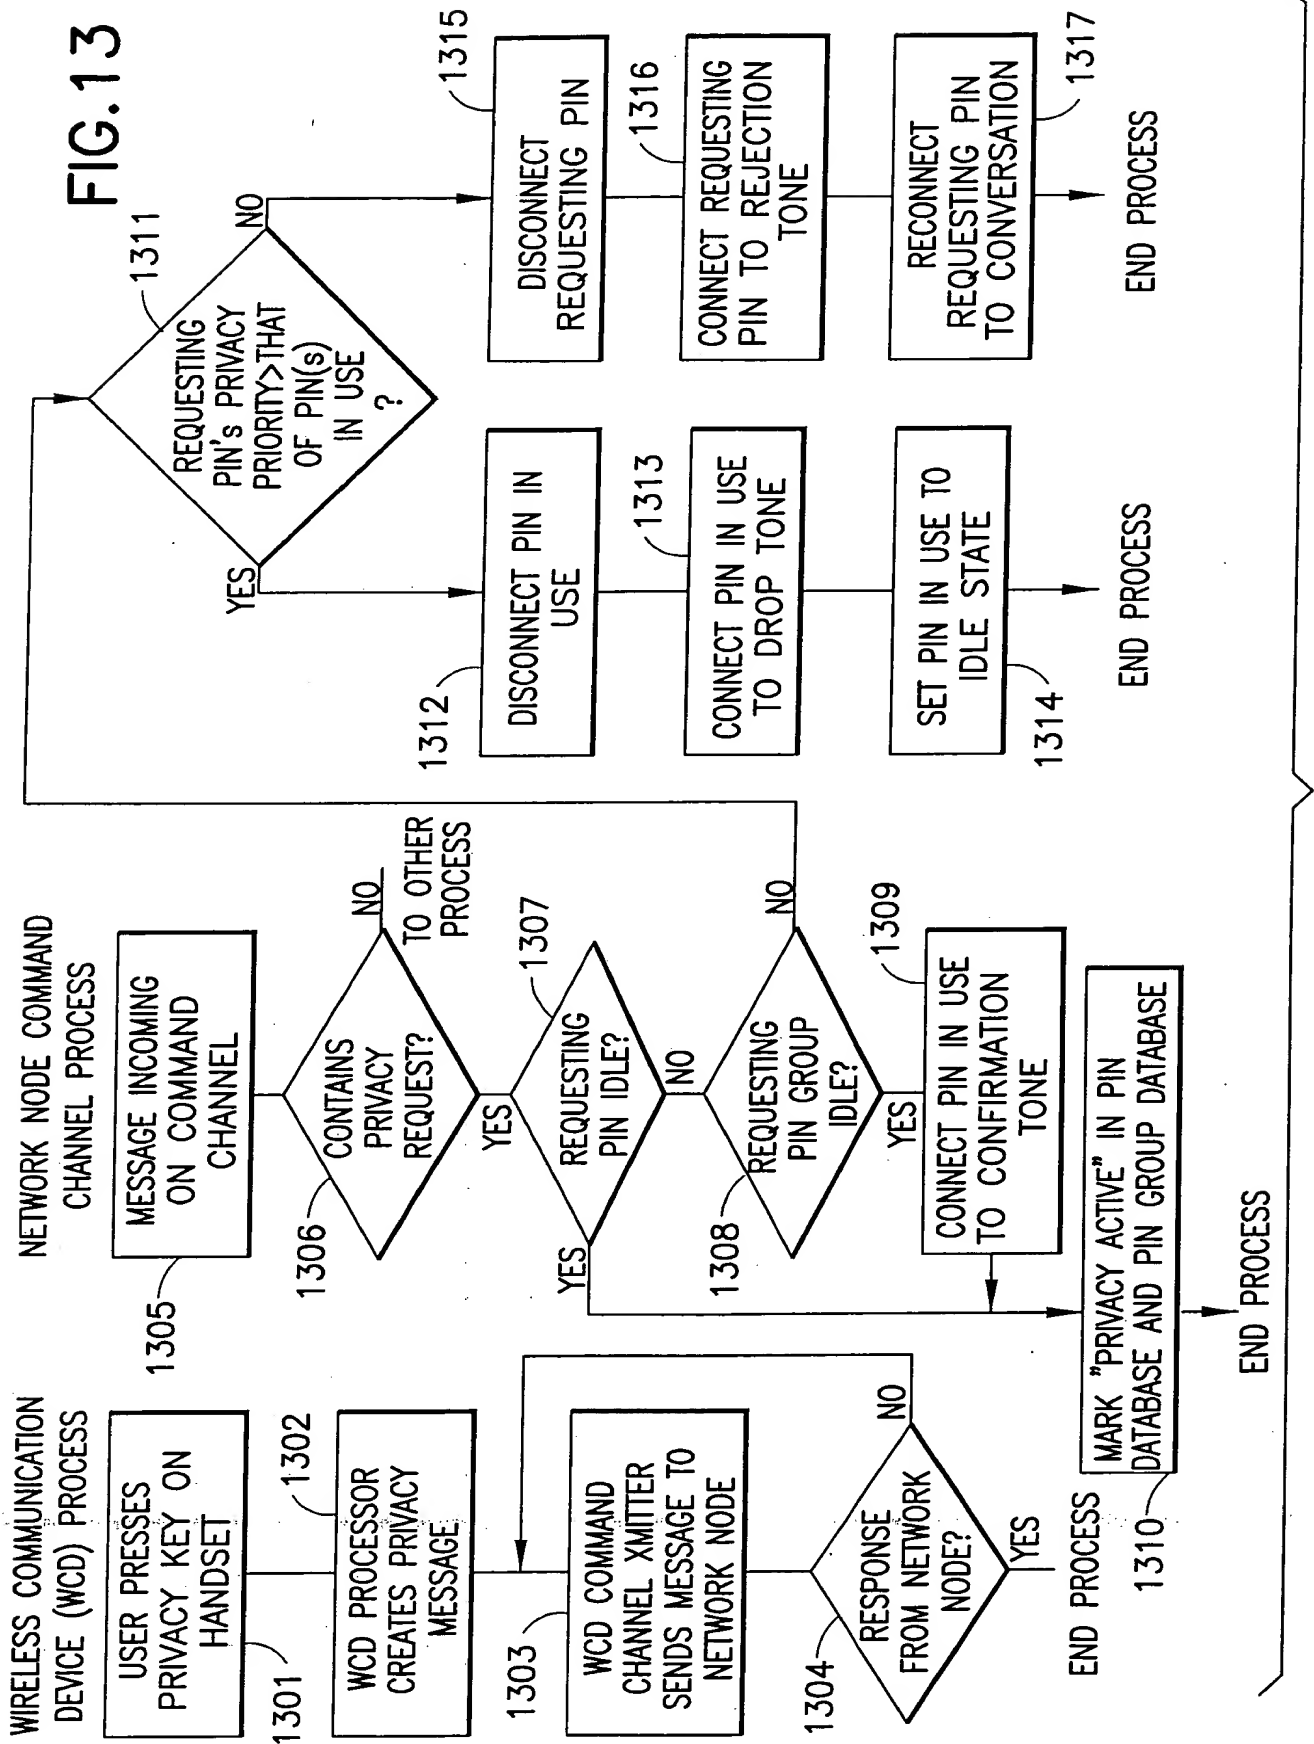 FIG.13
WIRELESS COMMUNICATION
DEVICE (WCD) PROCESS
USER PRESSES
PRIVACY KEY ON
HANDSET
1301
1302
WCD PROCESSOR
CREATES PRIVACY
MESSAGE
1303
WCD COMMAND
CHANNEL XMITTER
SENDS MESSAGE TO
NETWORK NODE
1304
RESPONSE
FROM NETWORK
NODE?
NO
YES
END PROCESS
NETWORK NODE COMMAND
CHANNEL PROCESS
MESSAGE INCOMING
ON COMMAND
CHANNEL
1305
1306
CONTAINS
PRIVACY
REQUEST?
NO
TO OTHER
PROCESS
YES
1307
REQUESTING
PIN IDLE?
YES
NO
1308
REQUESTING
PIN GROUP
IDLE?
NO
YES
1309
CONNECT PIN IN USE
TO CONFIRMATION
TONE
MARK "PRIVACY ACTIVE" IN PIN
DATABASE AND PIN GROUP DATABASE
1310
END PROCESS
1311
REQUESTING
PIN's PRIVACY
PRIORITY>THAT
OF PIN(s)
IN USE
?
YES
NO
1312
DISCONNECT PIN IN
USE
1313
CONNECT PIN IN USE
TO DROP TONE
SET PIN IN USE TO
IDLE STATE
1314
END PROCESS
1315
DISCONNECT
REQUESTING PIN
1316
CONNECT REQUESTING
PIN TO REJECTION
TONE
RECONNECT
REQUESTING PIN
TO CONVERSATION
1317
END PROCESS